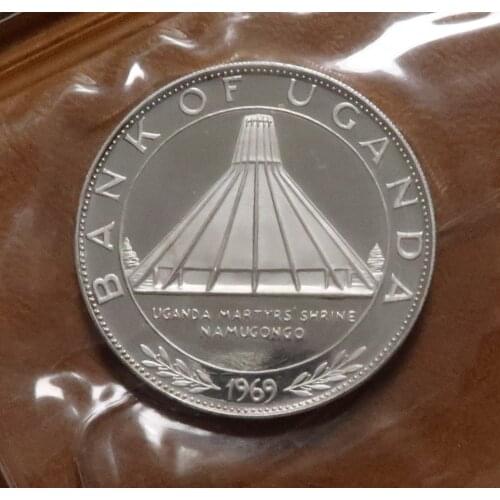 BANK OF UGANDA
UGANDA MARTYRS' SHRINE
NAMUGONGO
1969